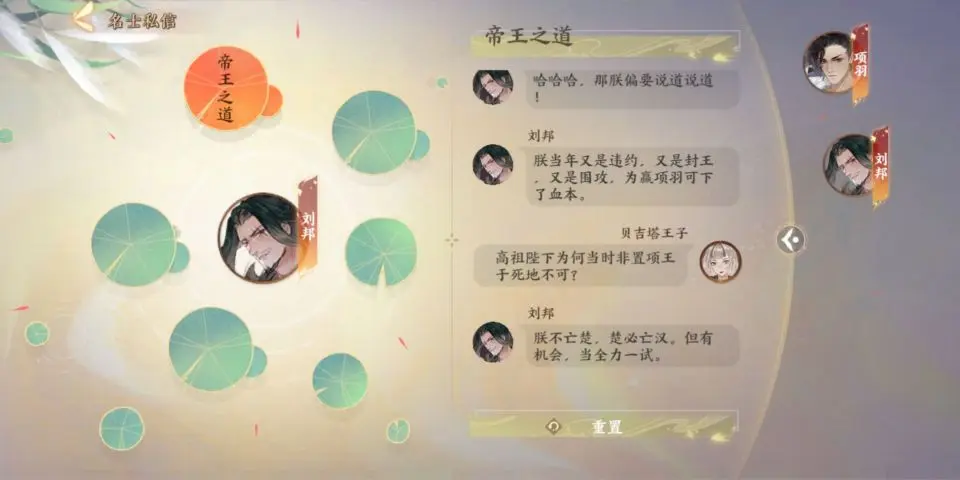 名士私信
帝王之道
刘邦
帝王之道
哈哈哈，那朕偏要说道说道
！
刘邦
朕当年又是违约，又是封王
，又是围攻，为赢项羽可下
了血本。
贝吉塔王子
高祖陛下为何当时非置项王
于死地不可？
刘邦
朕不亡楚，楚必亡汉。但有
机会，当全力一试。
重置
项羽
刘邦